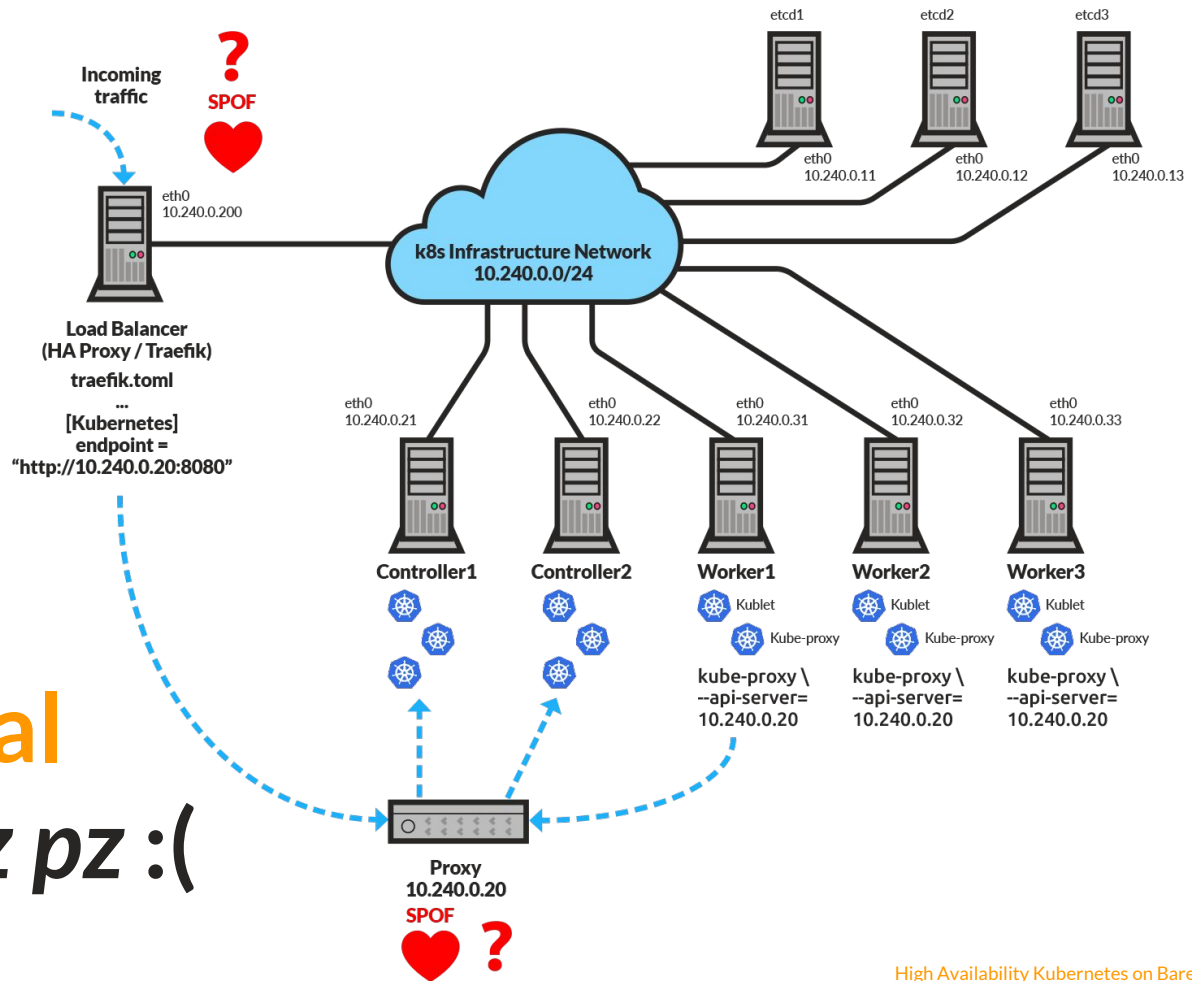 etcd1
etcd2
etcd3
?
Incoming
traffic
SPOF
eth0
10.240.0.11
eth0
10.240.0.12
eth0
10.240.0.13
eth0
10.240.0.200
k8s Infrastructure Network
10.240.0.0/24
Load Balancer
(HA Proxy / Traefik)
traefik.toml
...
[Kubernetes]
endpoint =
“http://10.240.0.20:8080”
eth0
10.240.0.21
eth0
10.240.0.22
eth0
10.240.0.31
eth0
10.240.0.32
eth0
10.240.0.33
Controller1
Controller2
Worker1
Worker2
Worker3
Kublet
Kube-proxy
Kublet
Kube-proxy
Kublet
Kube-proxy
kube-proxy \
--api-server=
10.240.0.20
kube-proxy \
--api-server=
10.240.0.20
kube-proxy \
--api-server=
10.240.0.20
al
z pz :(
Proxy
10.240.0.20
SPOF
?
High Availability Kubernetes on Bare